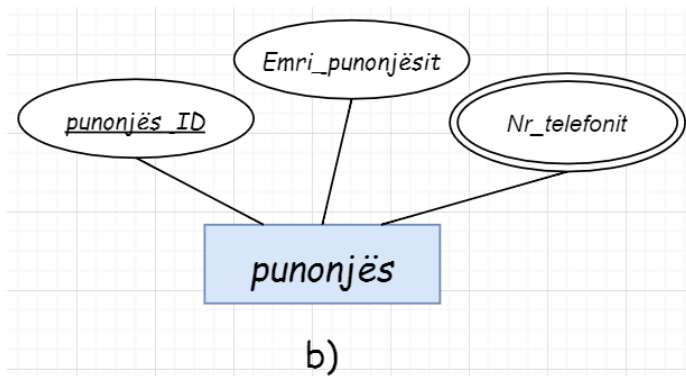 Emri_punonjësit
punonjës_ID
Nr_telefonit
punonjës
b)